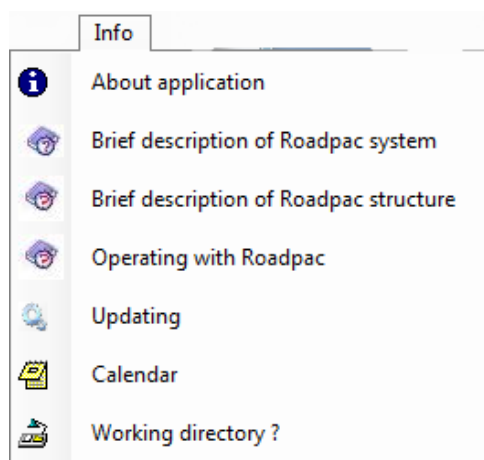 Info
About application
Brief description of Roadpac system
Brief description of Roadpac structure
Operating with Roadpac
Updating
Calendar
Working directory ?